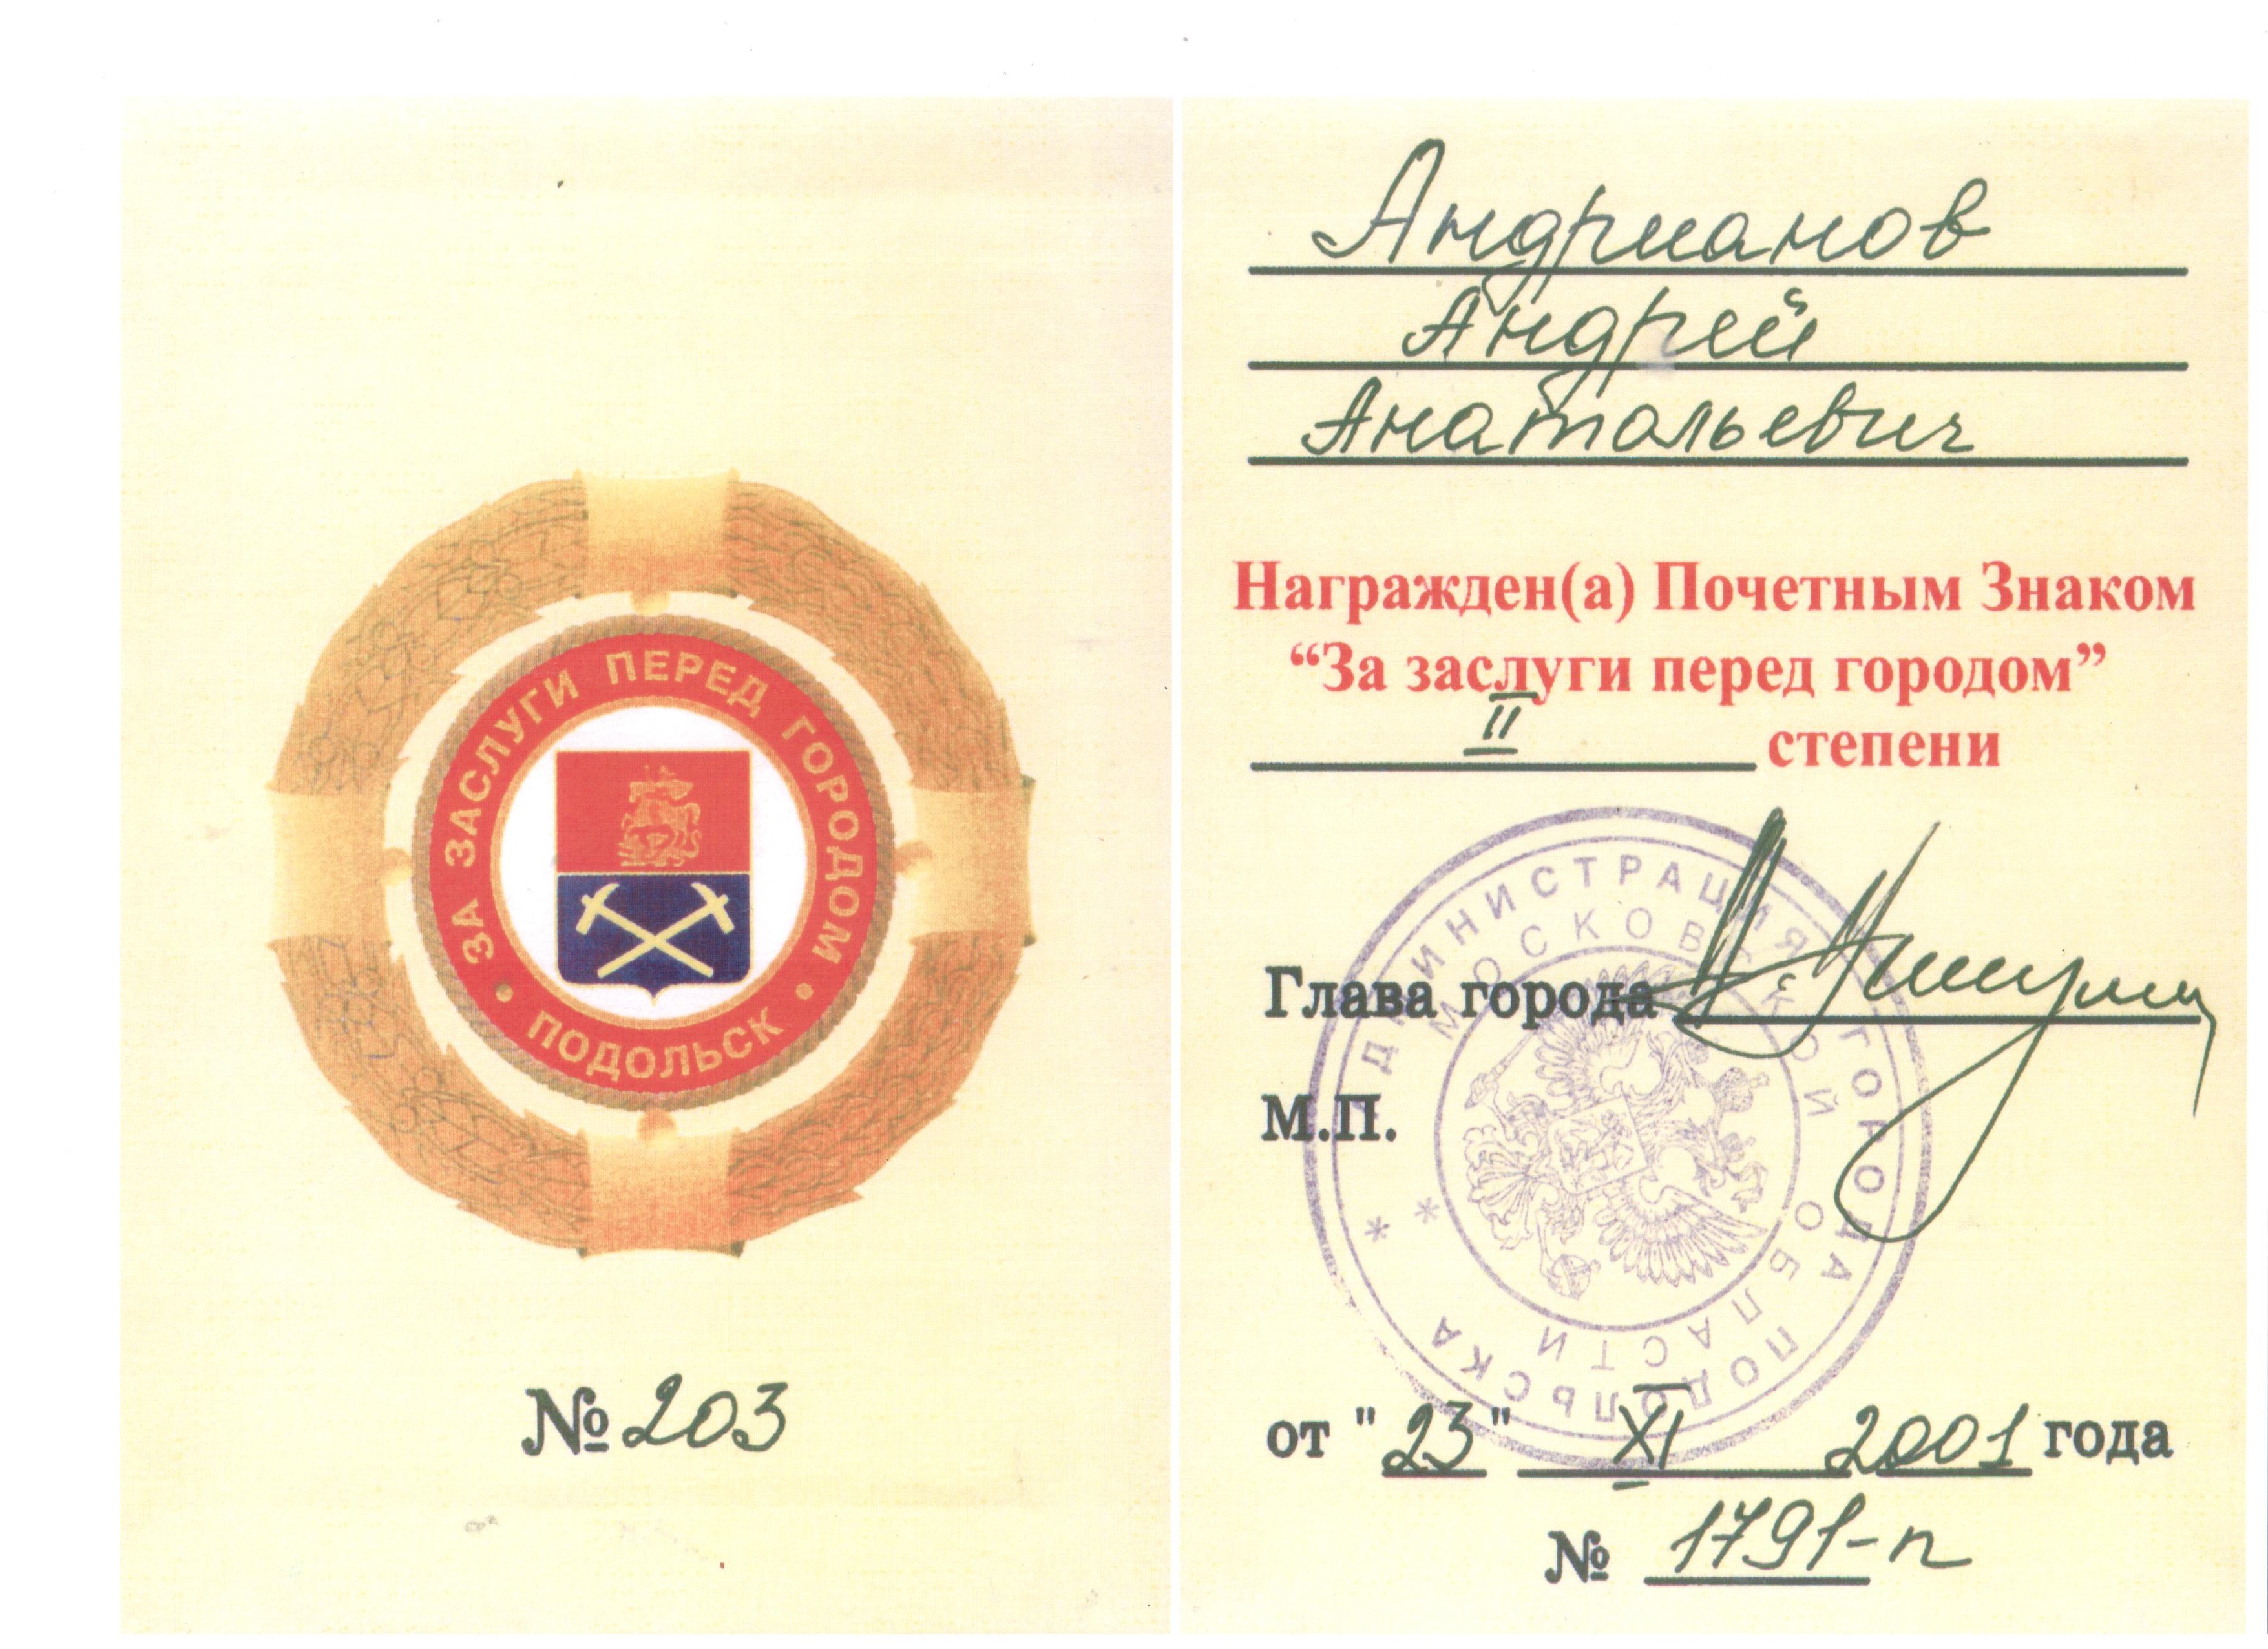 ЗА ЗАСЛУГИ ПЕРЕД ГОРОДОМ
• ПОДОЛЬСК •
№ 203
Андрианов
Андрей
Анатольевич
Награжден(а) Почетным Знаком
“За заслуги перед городом”
II степени
Глава города
М.П.
АДМИНИСТРАЦИЯ ГОРОДА ПОДОЛЬСКА *
МОСКОВСКОЙ ОБЛАСТИ *
от "23" XI 2001 года
№ 1791-п